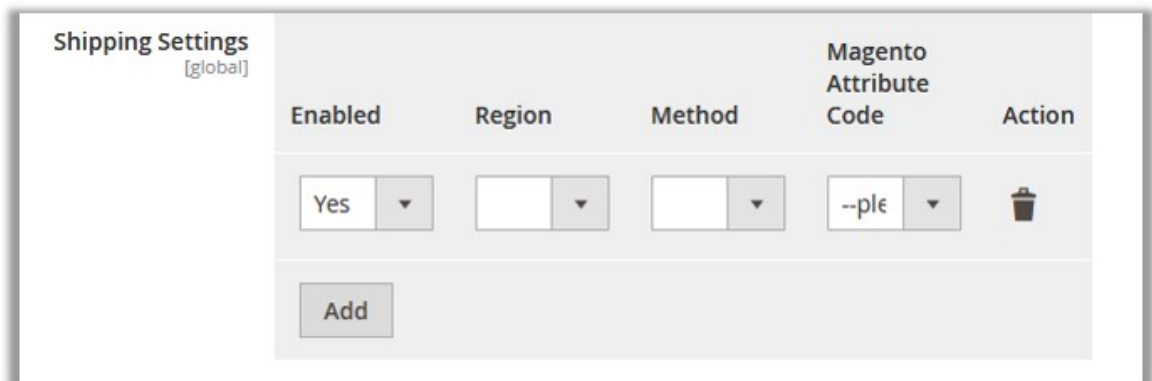 Shipping Settings
[global]
Magento
Attribute
Enabled Region Method Code Action
Yes --ple
Add